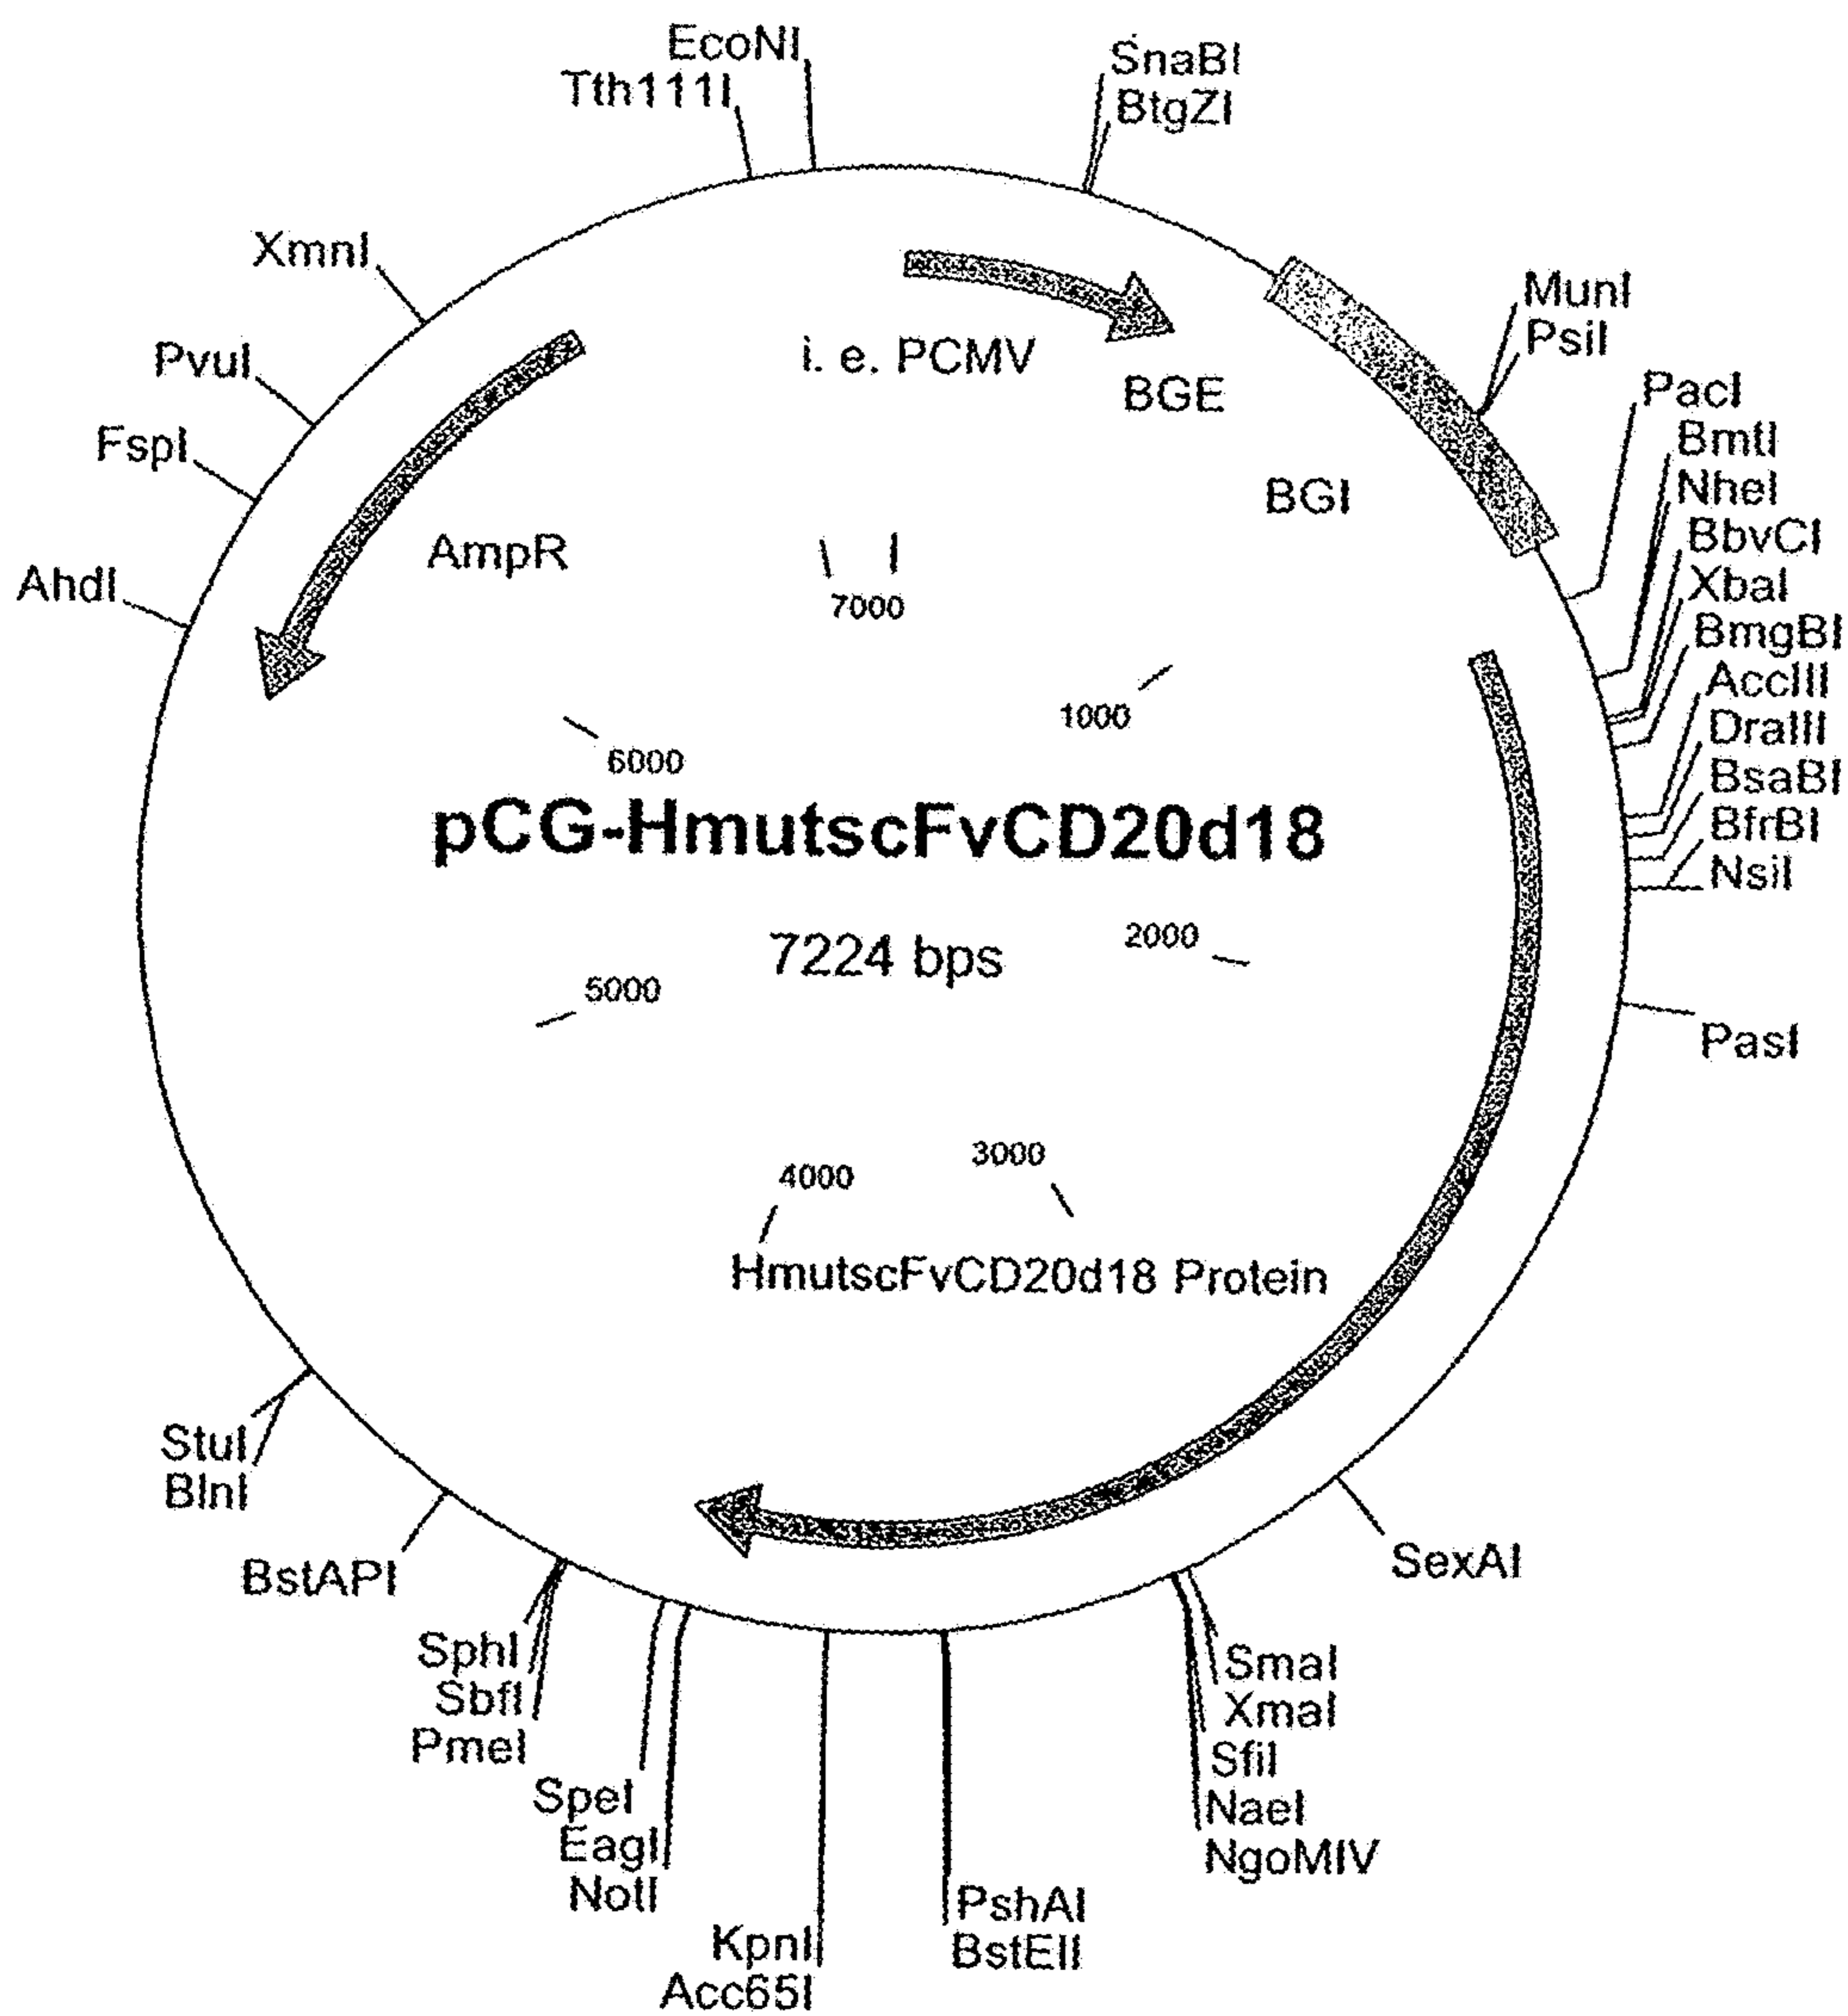 EcoNI
Tth111I
SnaBI
BtgZI
XmnI
PvuI
FspI
AhdI
MunI
PsiI
PacI
BmtI
NheI
BbvCI
XbaI
BmgBI
AccIII
DraIII
BsaBI
BfrBI
NsiI
PasI
i. e. PCMV
BGE
BGI
AmpR
7000
1000
6000
pCG-HmutscFvCD20d18
7224 bps
2000
5000
3000
4000
HmutscFvCD20d18 Protein
StuI
BlnI
BstAPI
SphI
SbfI
PmeI
SpeI
EagI
NotI
KpnI
Acc65I
PshAI
BstEII
SmaI
XmaI
SfiI
NaeI
NgoMIV
SexAI